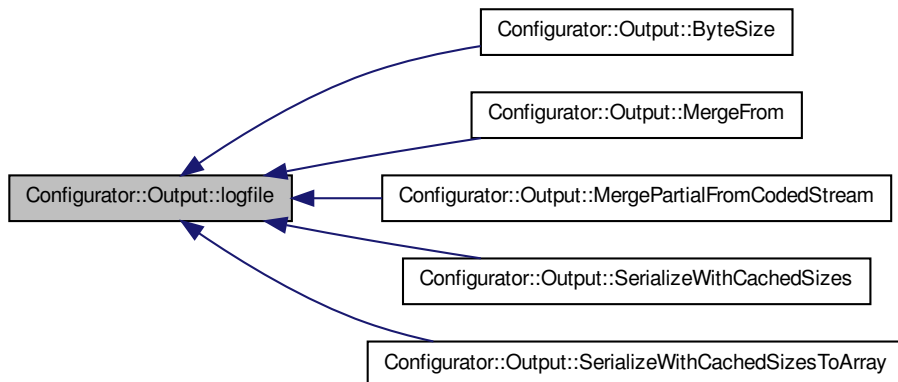 Configurator::Output::ByteSize
Configurator::Output::MergeFrom
Configurator::Output::logfile
Configurator::Output::MergePartialFromCodedStream
Configurator::Output::SerializeWithCachedSizes
Configurator::Output::SerializeWithCachedSizesToArray